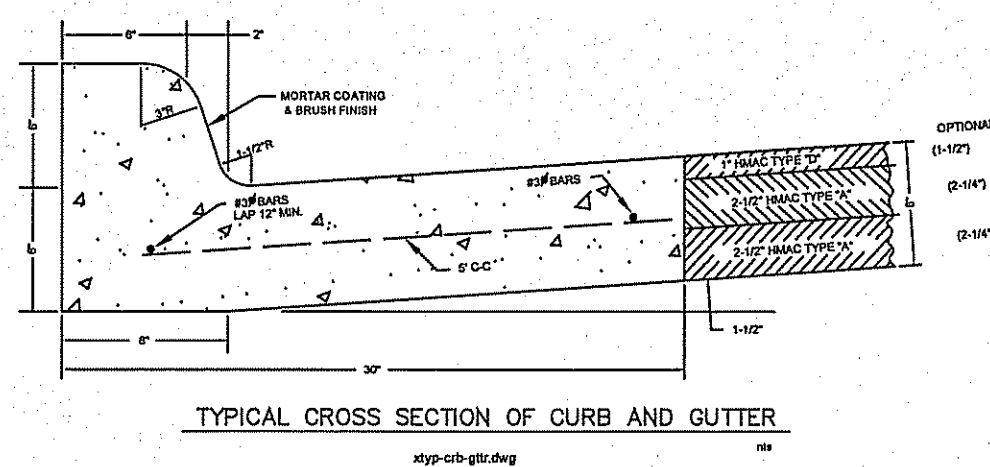 6"
2"
MORTAR COATING
& BRUSH FINISH
3"R
1-1/2"R
6"
6"
#3Ø BARS
LAP 12" MIN.
#3Ø BARS
5' C-C
OPTIONAL
(1-1/2")
1" HMAC TYPE "D"
(2-1/4")
2-1/2" HMAC TYPE "A"
6"
(2-1/4"
2-1/2" HMAC TYPE "A"
1-1/2"
8"
30"
TYPICAL CROSS SECTION OF CURB AND GUTTER
xtyp-crb-gttr.dwg
nts